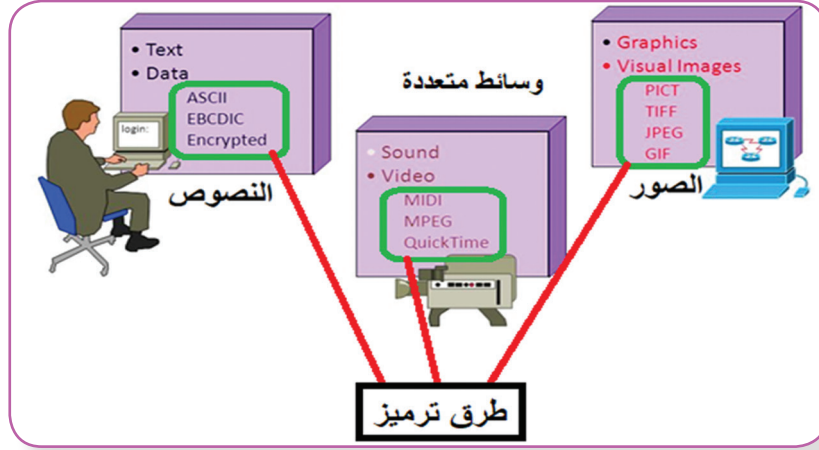 • Text
• Data
ASCII
EBCDIC
Encrypted
login:
النصوص
وسائط متعددة
• Sound
• Video
MIDI
MPEG
QuickTime
• Graphics
• Visual Images
PICT
TIFF
JPEG
GIF
الصور
طرق ترميز